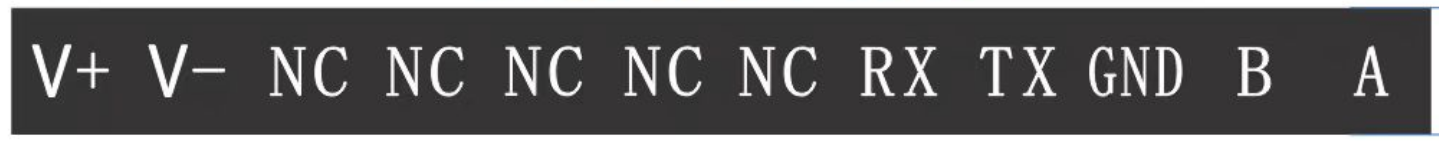 V+ V- NC NC NC NC NC RX TX GND B A